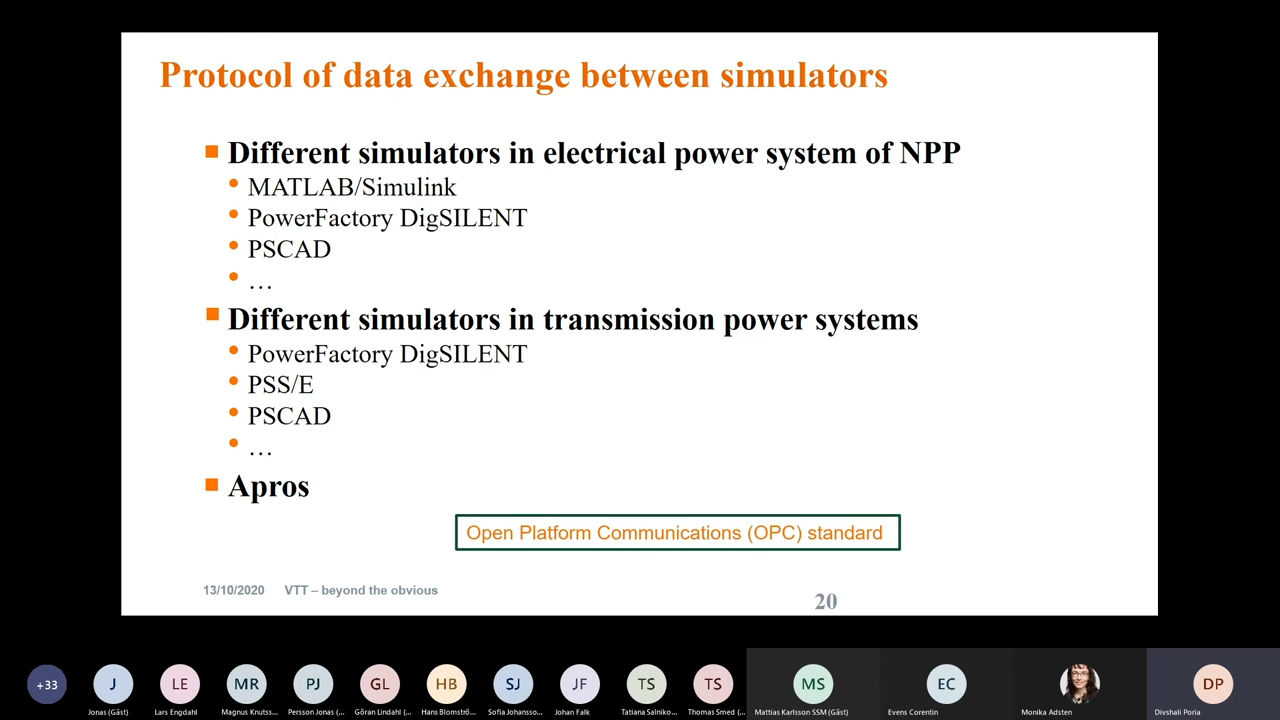 Protocol of data exchange between simulators
Different simulators in electrical power system of NPP
MATLAB/Simulink
PowerFactory DigSILENT
PSCAD
…
Different simulators in transmission power systems
PowerFactory DigSILENT
PSS/E
PSCAD
…
Apros
Open Platform Communications (OPC) standard
13/10/2020 VTT – beyond the obvious
20
+33 J LE MR PJ GL HB SJ JF TS TS MS EC DP
Jonas (Gäst) Lars Engdahl Magnus Knutss... Persson Jonas (... Göran Lindahl (... Hans Blomströ... Sofia Johansso... Johan Falk Tatiana Salniko... Thomas Smed (... Mattias Karlsson SSM (Gäst) Evens Corentin Monika Adsten Divshali Poria